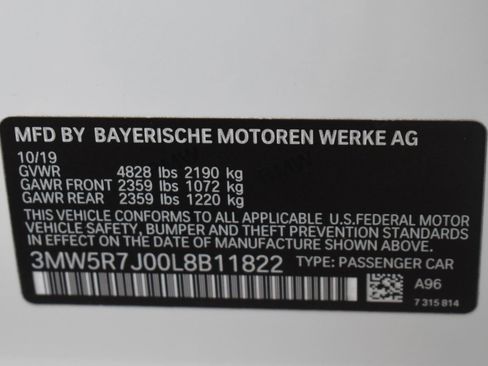 MFD BY BAYERISCHE MOTOREN WERKE AG
10/19
GVWR 4828 lbs 2190 kg
GAWR FRONT 2359 lbs 1072 kg
GAWR REAR 2359 lbs 1220 kg
THIS VEHICLE CONFORMS TO ALL APPLICABLE U.S.FEDERAL MOTOR
VEHICLE SAFETY, BUMPER AND THEFT PREVENTION STANDARDS
IN EFFECT ON THE DATE OF MANUFACTURE SHOWN ABOVE.
3MW5R7J00L8B11822 TYPE: PASSENGER CAR
A96
7 315 814